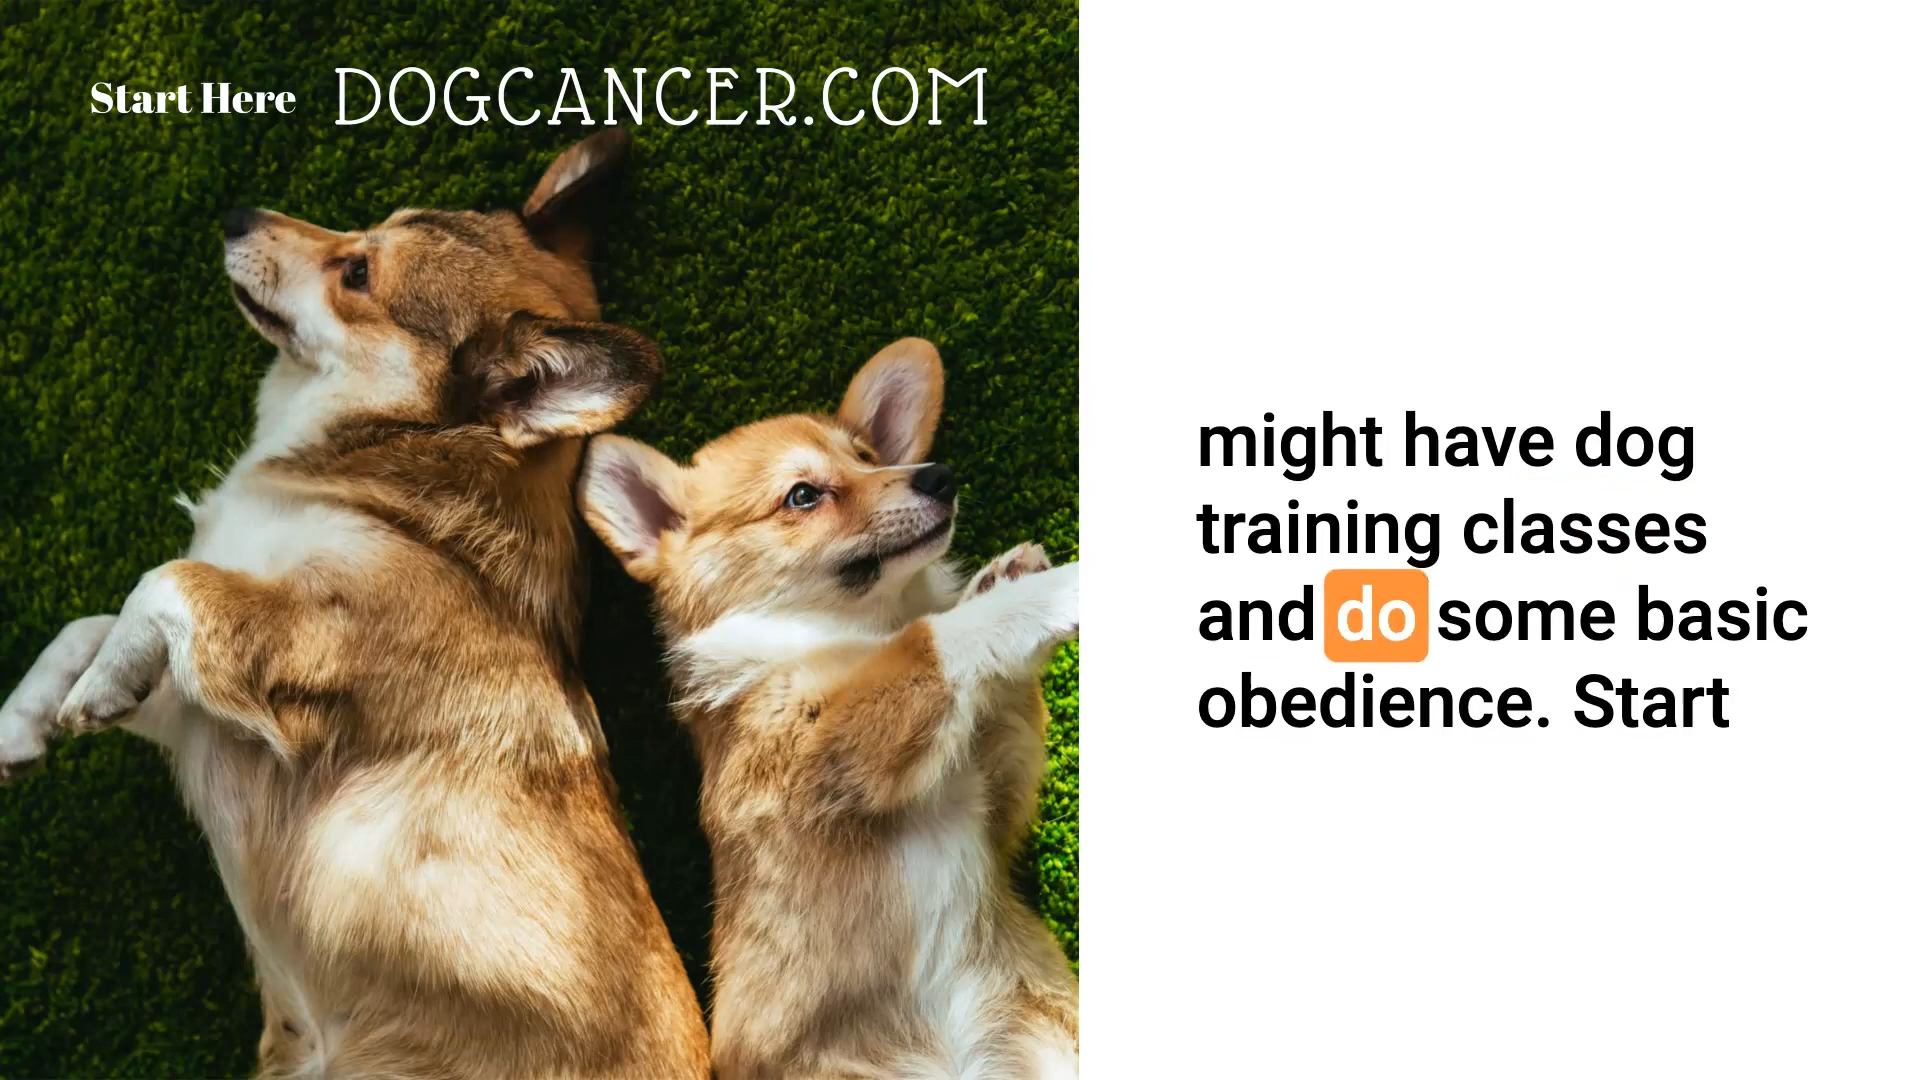 Start Here DOGCANCER.COM
might have dog
training classes
and do some basic
obedience. Start